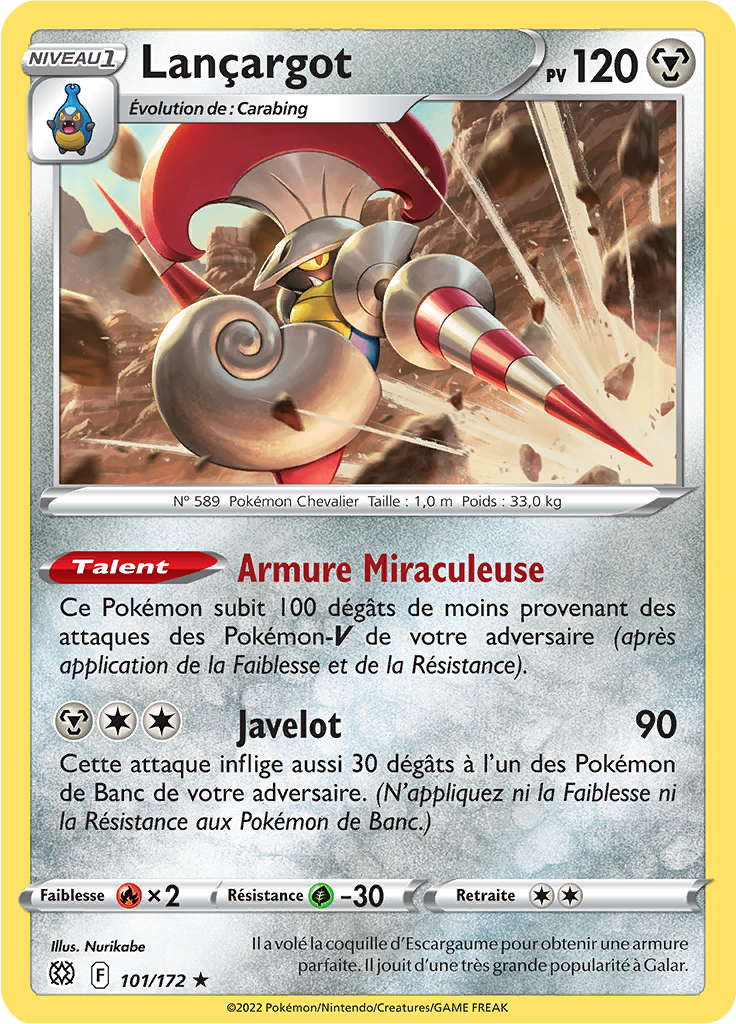 NIVEAU 1
Lançargot
PV 120
Évolution de : Carabing
N° 589 Pokémon Chevalier Taille : 1,0 m Poids : 33,0 kg
Talent Armure Miraculeuse
Ce Pokémon subit 100 dégâts de moins provenant des
attaques des Pokémon-V de votre adversaire (après
application de la Faiblesse et de la Résistance).
Javelot 90
Cette attaque inflige aussi 30 dégâts à l'un des Pokémon
de Banc de votre adversaire. (N'appliquez ni la Faiblesse ni
la Résistance aux Pokémon de Banc.)
Faiblesse ×2 Résistance -30 Retraite
Illus. Nurikabe
Il a volé la coquille d'Escargaume pour obtenir une armure
parfaite. Il jouit d'une très grande popularité à Galar.
F 101/172 ★
©2022 Pokémon/Nintendo/Creatures/GAME FREAK